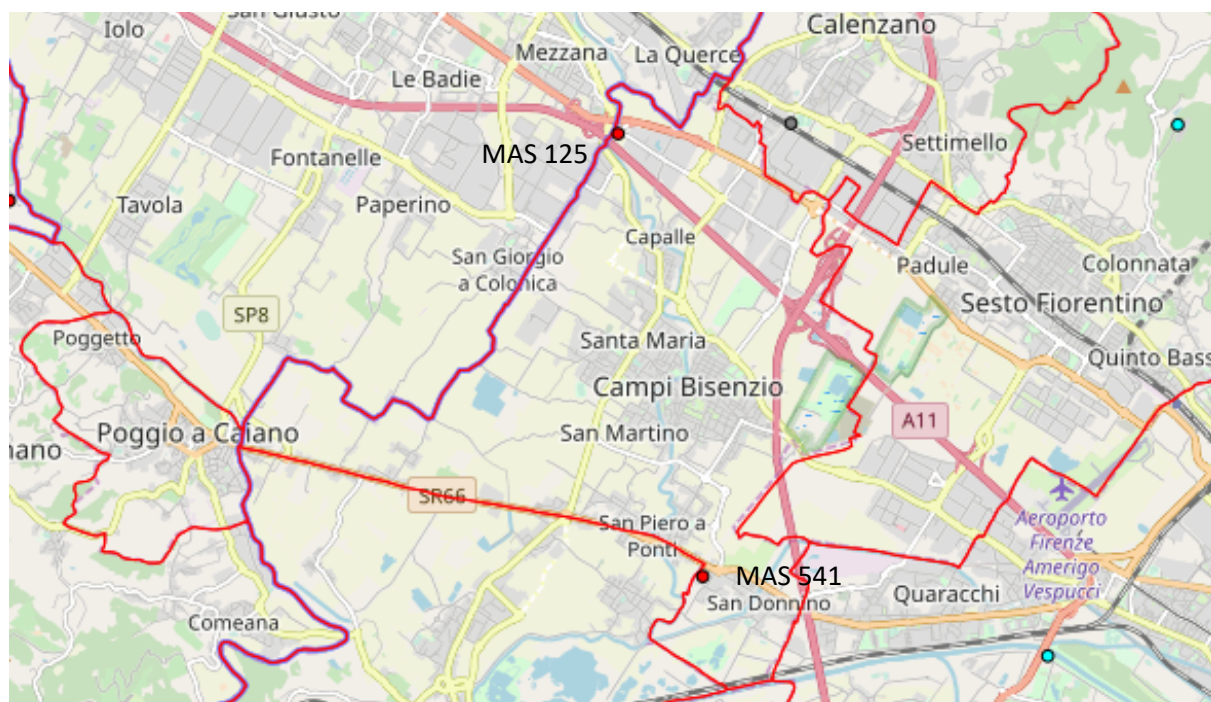 San Giusto
Iolo
Mezzana
La Querce
Calenzano
Le Badie
MAS 125
Settimello
Fontanelle
Tavola
Paperino
Capalle
San Giorgio
a Colonica
Padule
Colonnata
Sesto Fiorentino
SP8
Poggetto
Santa Maria
Quinto Bass
Campi Bisenzio
A11
Poggio a Caiano
San Martino
nano
SR66
San Piero a
Ponti
Aeroporto
Firenze
Amerigo
Vespucci
MAS 541
San Donnino
Quaracchi
Comeana